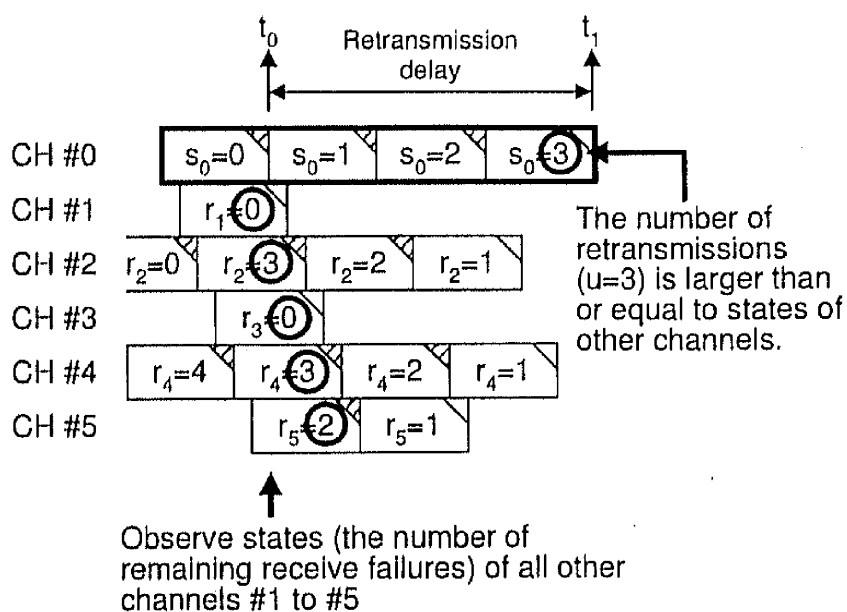 t0 Retransmission t1
delay
CH #0 s0=0 s0=1 s0=2 s0=3
CH #1 r1=0
CH #2 r2=0 r2=3 r2=2 r2=1
CH #3 r3=0
CH #4 r4=4 r4=3 r4=2 r4=1
CH #5 r5=2 r5=1
The number of
retransmissions
(u=3) is larger than
or equal to states of
other channels.
Observe states (the number of
remaining receive failures) of all other
channels #1 to #5